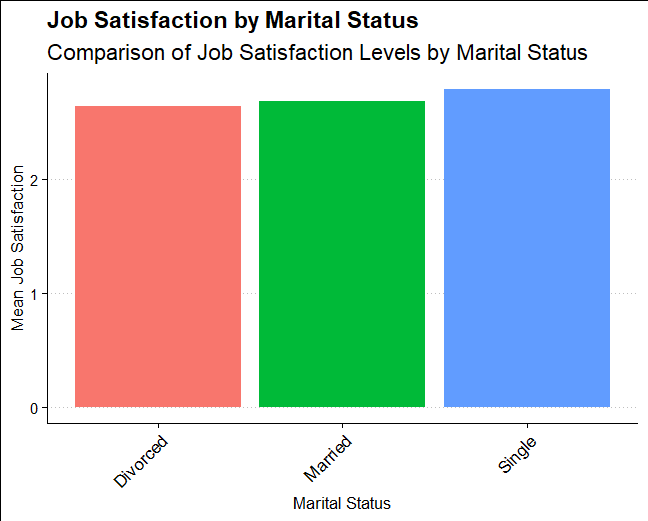 Job Satisfaction by Marital Status
Comparison of Job Satisfaction Levels by Marital Status
Mean Job Satisfaction
2
1
0
Divorced
Married
Single
Marital Status